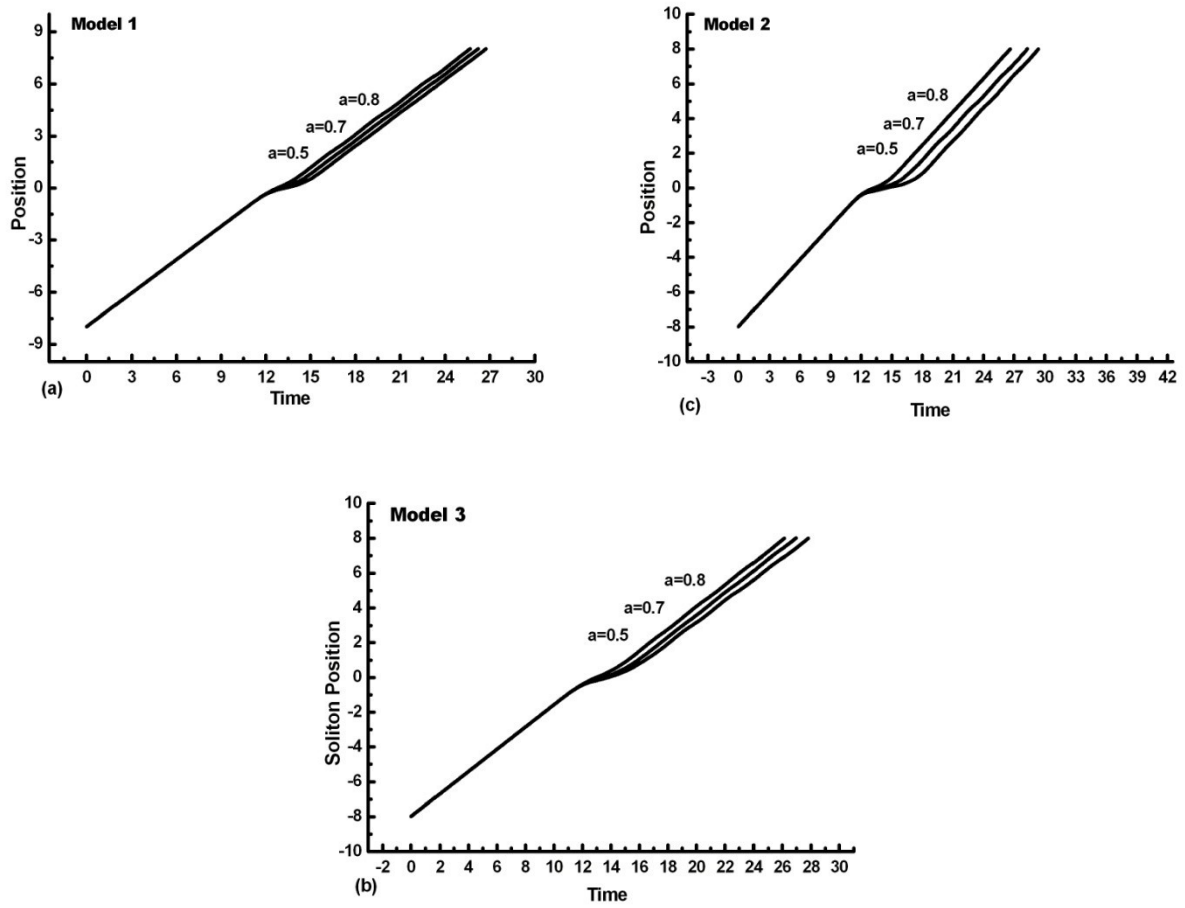 Model 1
9
6
3
0
-3
-6
-9
Position
a=0.8
a=0.7
a=0.5
0 3 6 9 12 15 18 21 24 27 30
Time
(a)
Model 2
10
8
6
4
2
0
-2
-4
-6
-8
-10
Position
a=0.8
a=0.7
a=0.5
-3 0 3 6 9 12 15 18 21 24 27 30 33 36 39 42
Time
(c)
Model 3
10
8
6
4
2
0
-2
-4
-6
-8
-10
Soliton Position
a=0.8
a=0.7
a=0.5
-2 0 2 4 6 8 10 12 14 16 18 20 22 24 26 28 30
Time
(b)